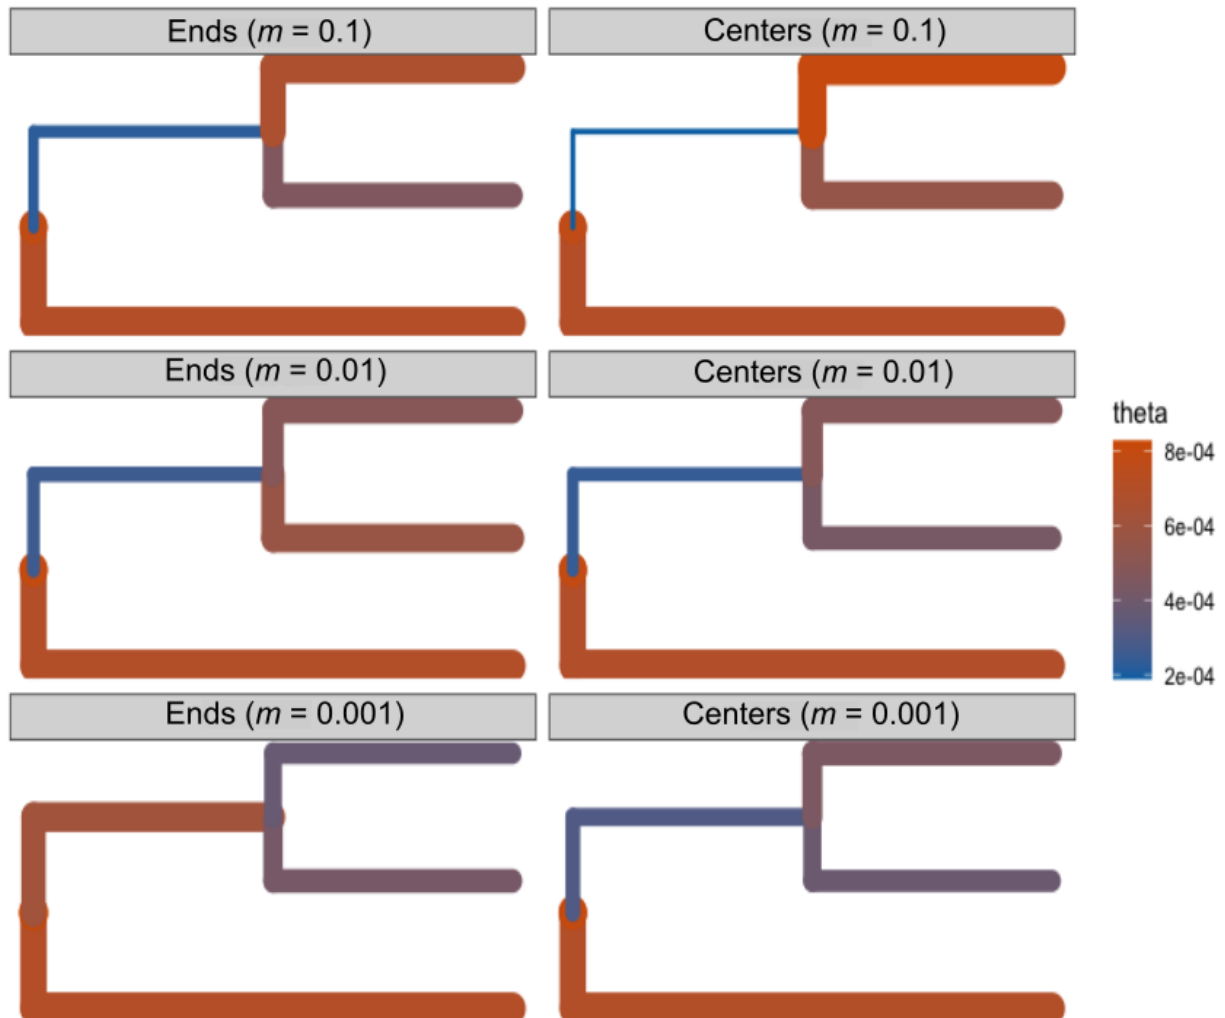 Ends (m = 0.1)
Centers (m = 0.1)
Ends (m = 0.01)
Centers (m = 0.01)
theta
8e-04
6e-04
4e-04
2e-04
Ends (m = 0.001)
Centers (m = 0.001)